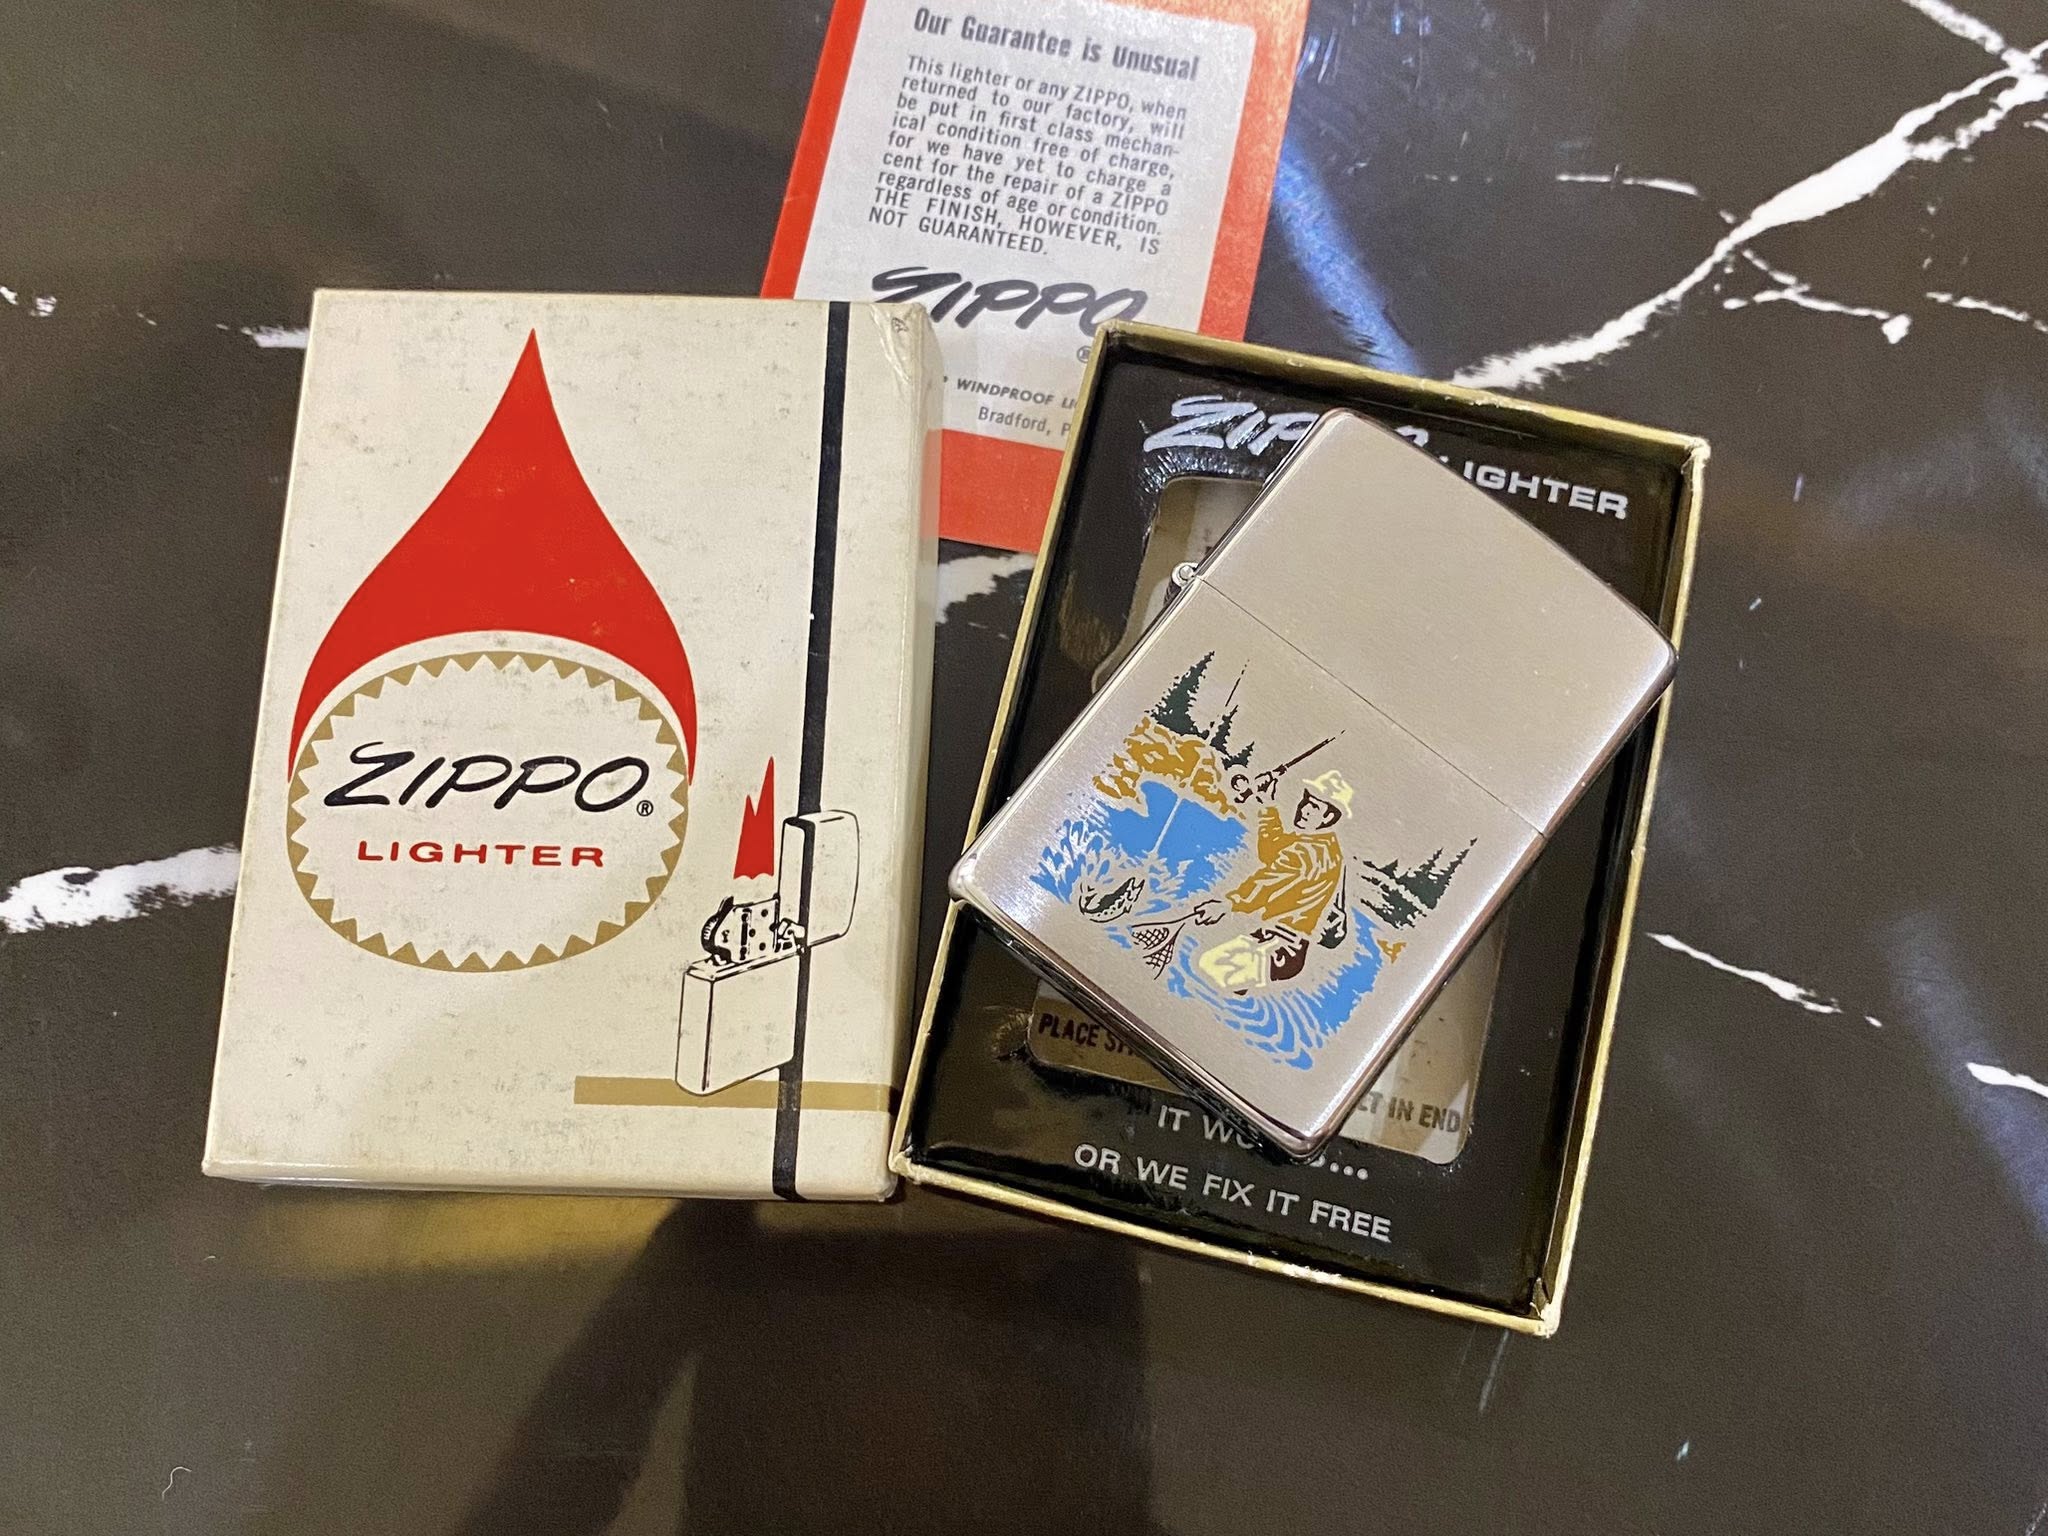 Our Guarantee is Unusual
This lighter or any ZIPPO, when
returned to our factory, will
be put in first class mechan-
ical condition free of charge,
for we have yet to charge a
cent for the repair of a ZIPPO
regardless of age or condition.
THE FINISH, HOWEVER, IS
NOT GUARANTEED.
ZIPPO
®
WINDPROOF
Bradford,
ZIPPO®
LIGHTER
ZIPPO LIGHTER
PLACE
IN END
IT
OR WE FIX IT FREE